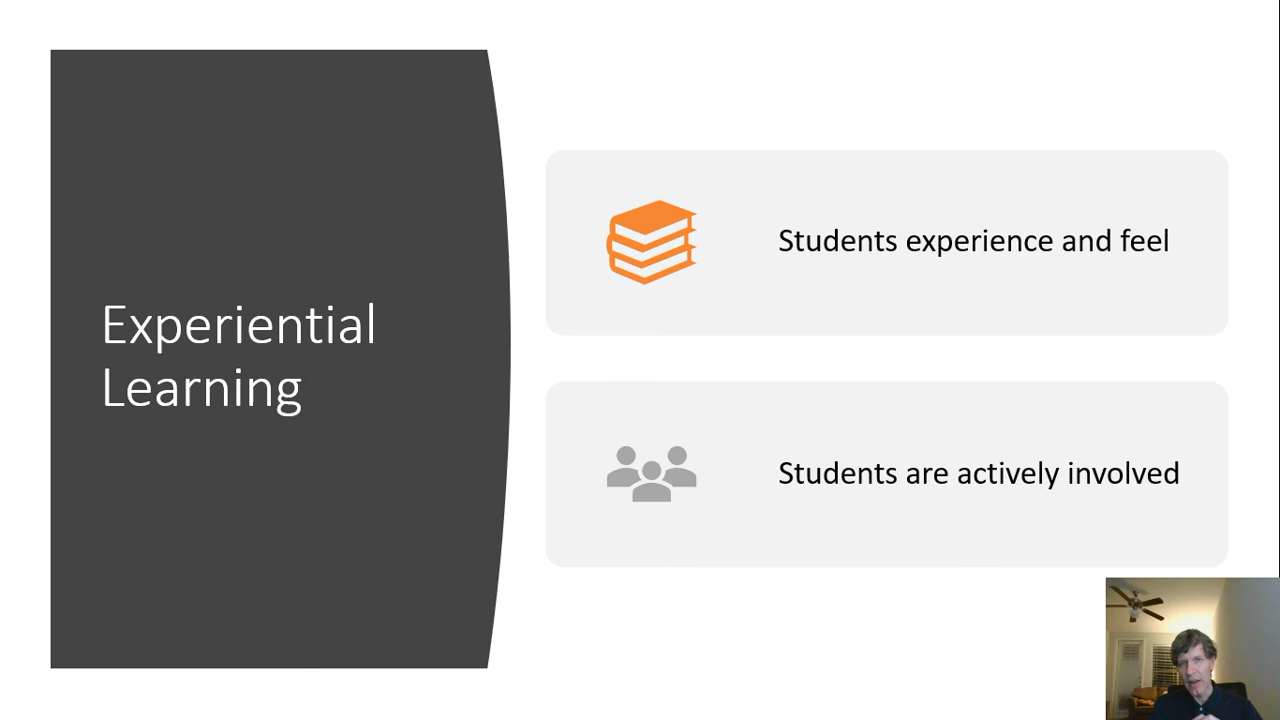 Experiential
Learning
Students experience and feel
Students are actively involved